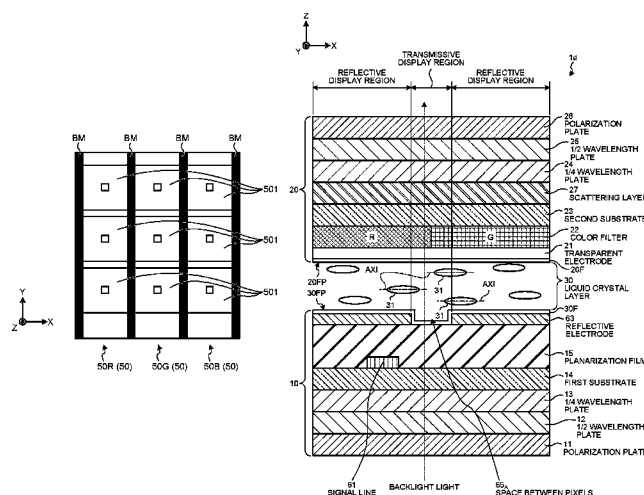 BM BM BM BM
501
501
501
Y
Z X
50R (50) 50G (50) 50B (50)
Z
Y X
1a
TRANSMISSIVE
DISPLAY REGION
REFLECTIVE
DISPLAY REGION
REFLECTIVE
DISPLAY REGION
26
POLARIZATION
PLATE
25
1/2 WAVELENGTH
PLATE
24
1/4 WAVELENGTH
PLATE
27
SCATTERING LAYER
23
SECOND SUBSTRATE
22
COLOR FILTER
21
TRANSPARENT
ELECTRODE
20
R G
20FP
30FP
AXI
31
31
31
AXI
20F
30
LIQUID CRYSTAL
LAYER
30F
63
REFLECTIVE
ELECTRODE
15
PLANARIZATION FILM
14
FIRST SUBSTRATE
13
1/4 WAVELENGTH
PLATE
12
1/2 WAVELENGTH
PLATE
11
POLARIZATION PLATE
10
61
SIGNAL LINE
BACKLIGHT LIGHT
65A
SPACE BETWEEN PIXELS